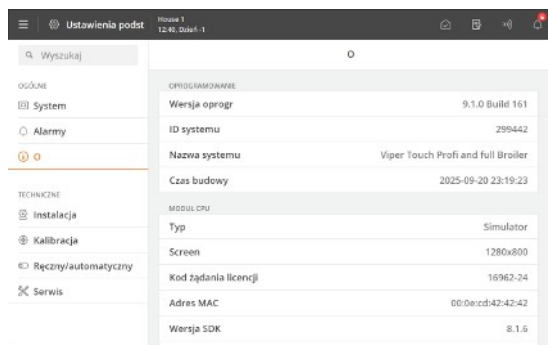 Ustawienia podst
House 1
12:40, Dzień -1
Wyszukaj
OGÓLNE
System
Alarmy
O
TECHNICZNE
Instalacja
Kalibracja
Ręczny/automatyczny
Serwis
O
OPROGRAMOWANIE
Wersja oprogr 9.1.0 Build 161
ID systemu 299442
Nazwa systemu Viper Touch Profi and full Broiler
Czas budowy 2025-09-20 23:19:23
MODUL CPU
Typ Simulator
Screen 1280x800
Kod żądania licencji 16962-24
Adres MAC 00:0e:cd:42:42:42
Wersja SDK 8.1.6